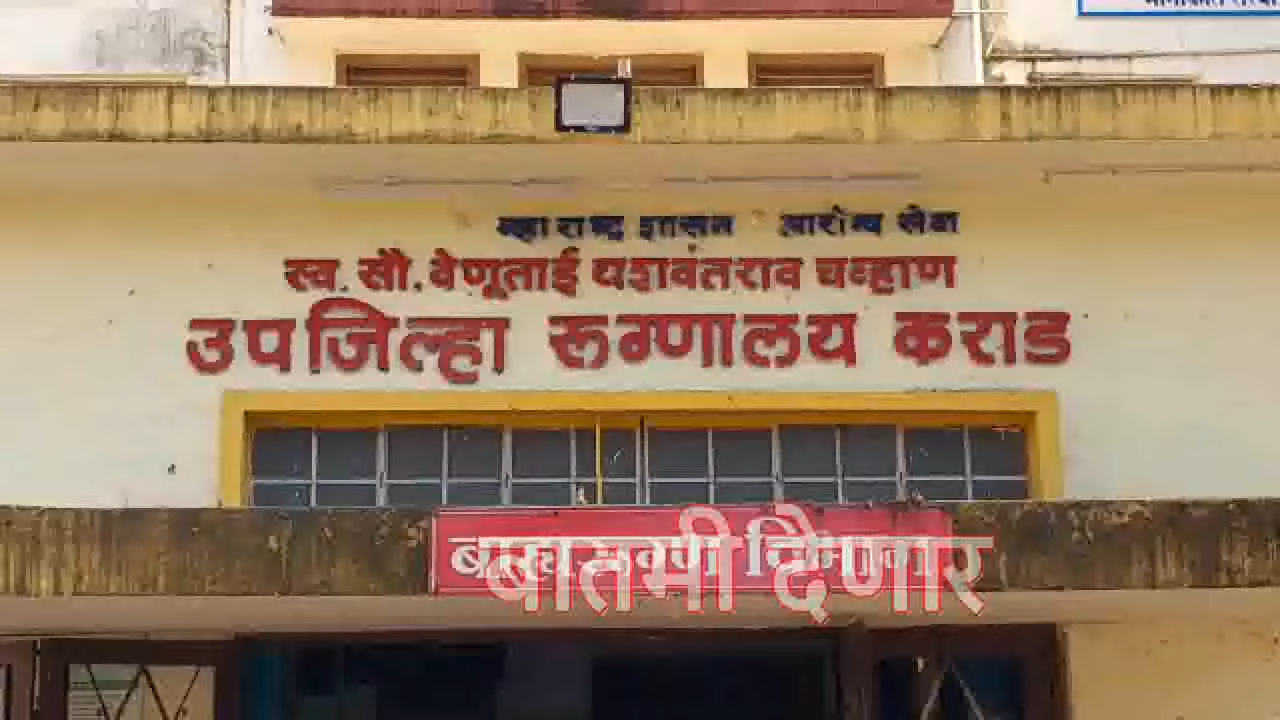 महाराष्ट्र शासन आरोग्य सेवा
स्व. सौ. वेणूताई यशवंतराव चव्हाण
उपजिल्हा रुग्णालय कराड
बाह्य रुग्ण विभाग
बातमी देणार